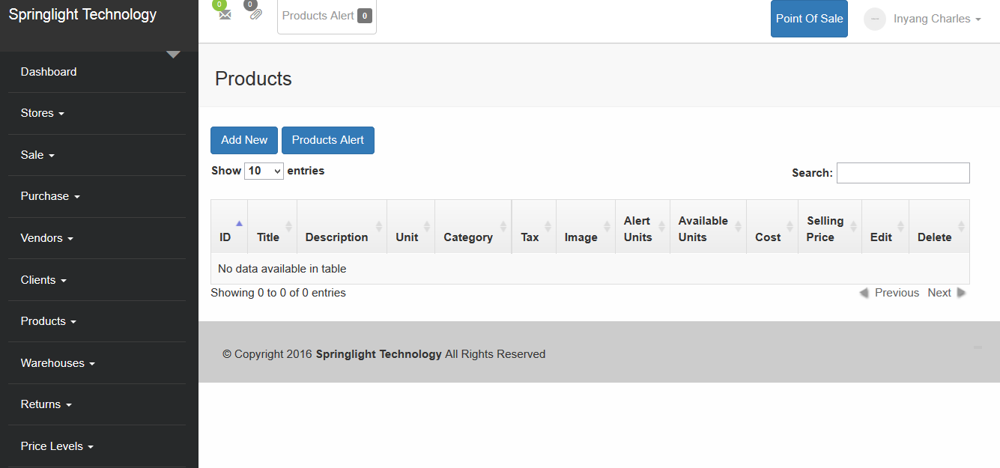 Springlight Technology
0
0
Products Alert 0
Point Of Sale
Inyang Charles
Dashboard
Stores
Sale
Purchase
Vendors
Clients
Products
Warehouses
Returns
Price Levels
Products
Add New
Products Alert
Show 10 entries
Search:
ID
Title
Description
Unit
Category
Tax
Image
Alert
Units
Available
Units
Cost
Selling
Price
Edit
Delete
No data available in table
Showing 0 to 0 of 0 entries
Previous
Next
© Copyright 2016 Springlight Technology All Rights Reserved